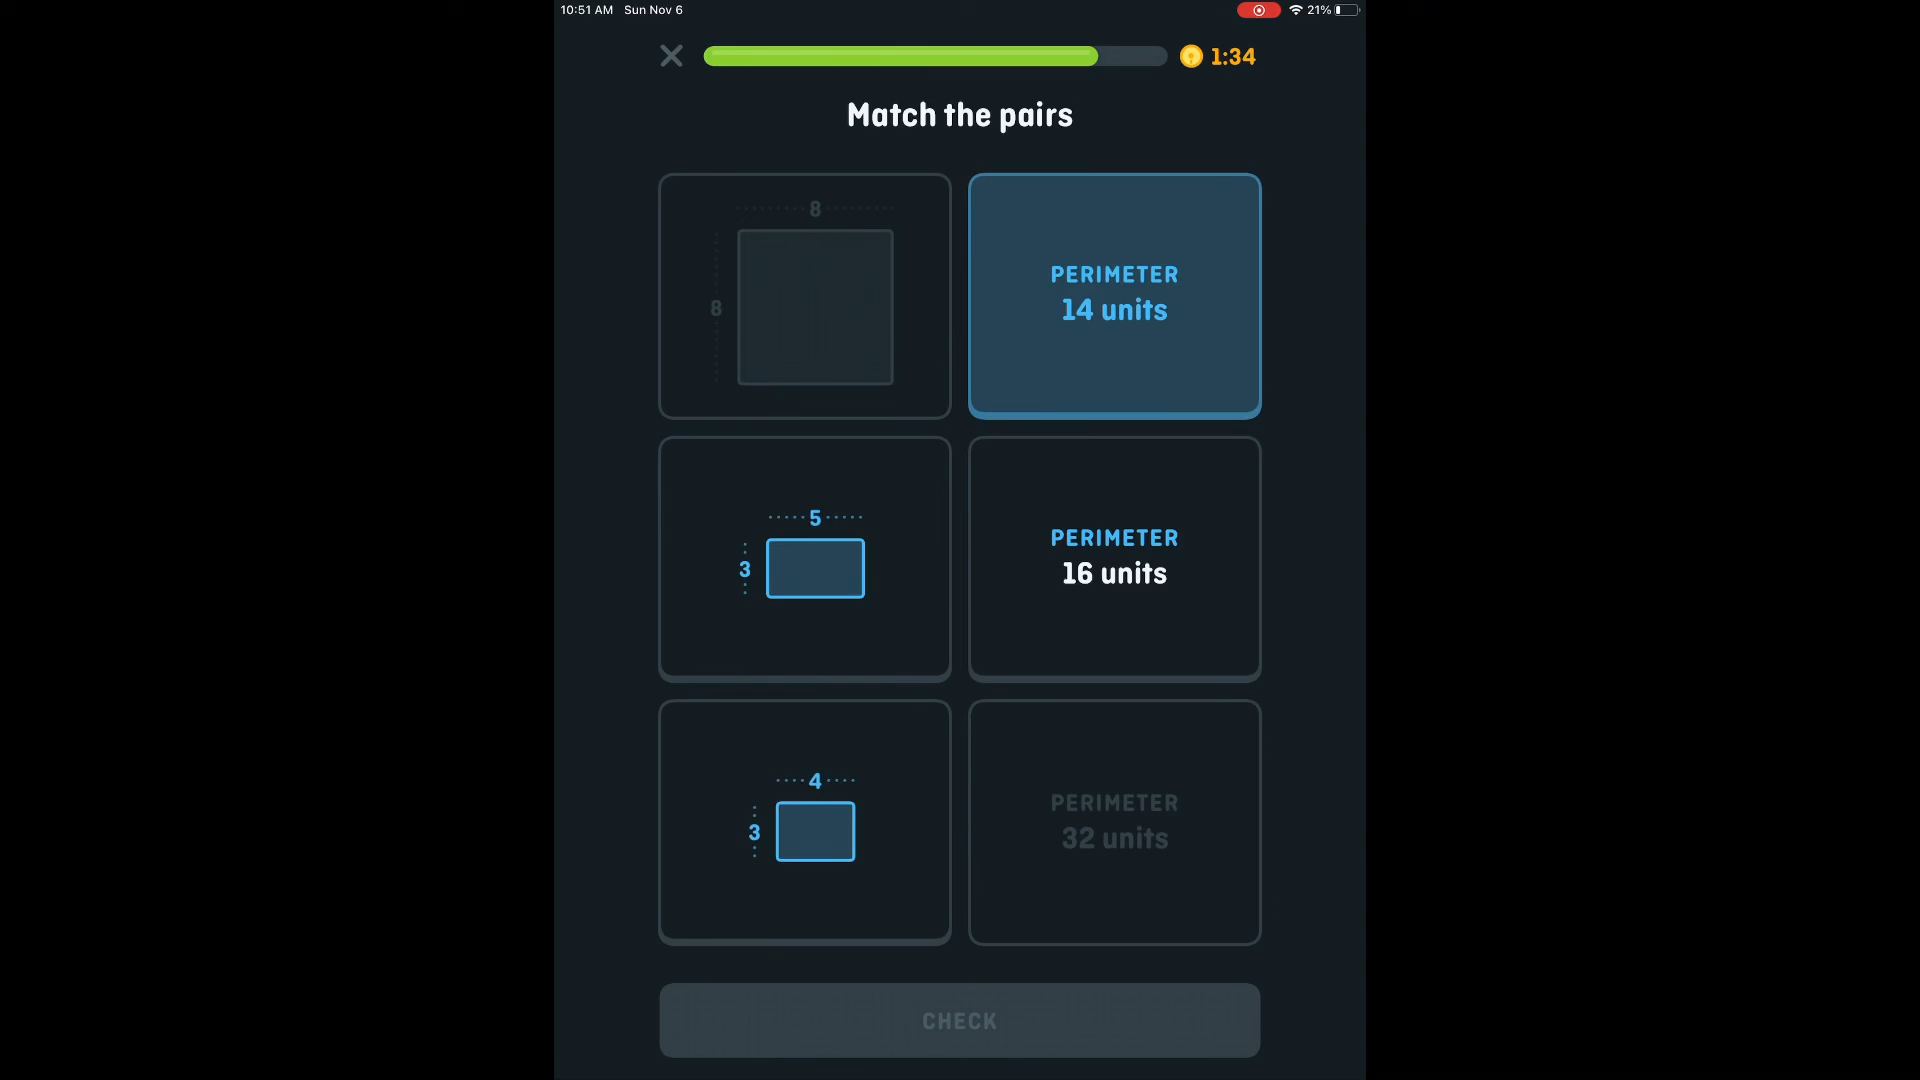 10:51 AM Sun Nov 6
21%
1:34
Match the pairs
8
8
PERIMETER
14 units
5
3
PERIMETER
16 units
4
3
PERIMETER
32 units
CHECK